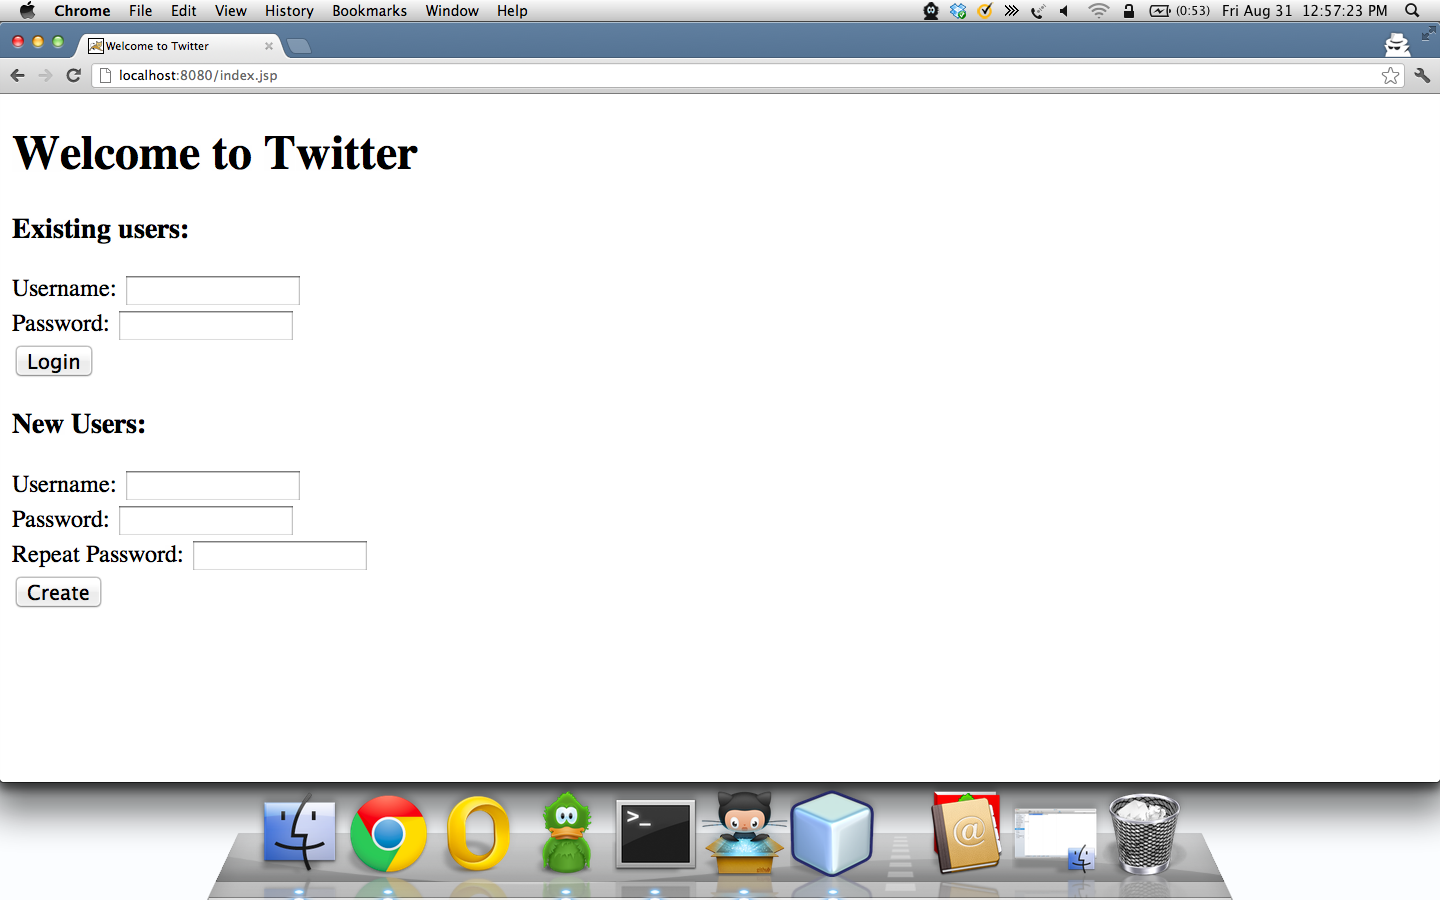 Chrome File Edit View History Bookmarks Window Help (0:53) Fri Aug 31 12:57:23 PM
Welcome to Twitter
localhost:8080/index.jsp
Welcome to Twitter
Existing users:
Username:
Password:
Login
New Users:
Username:
Password:
Repeat Password:
Create
>_
@